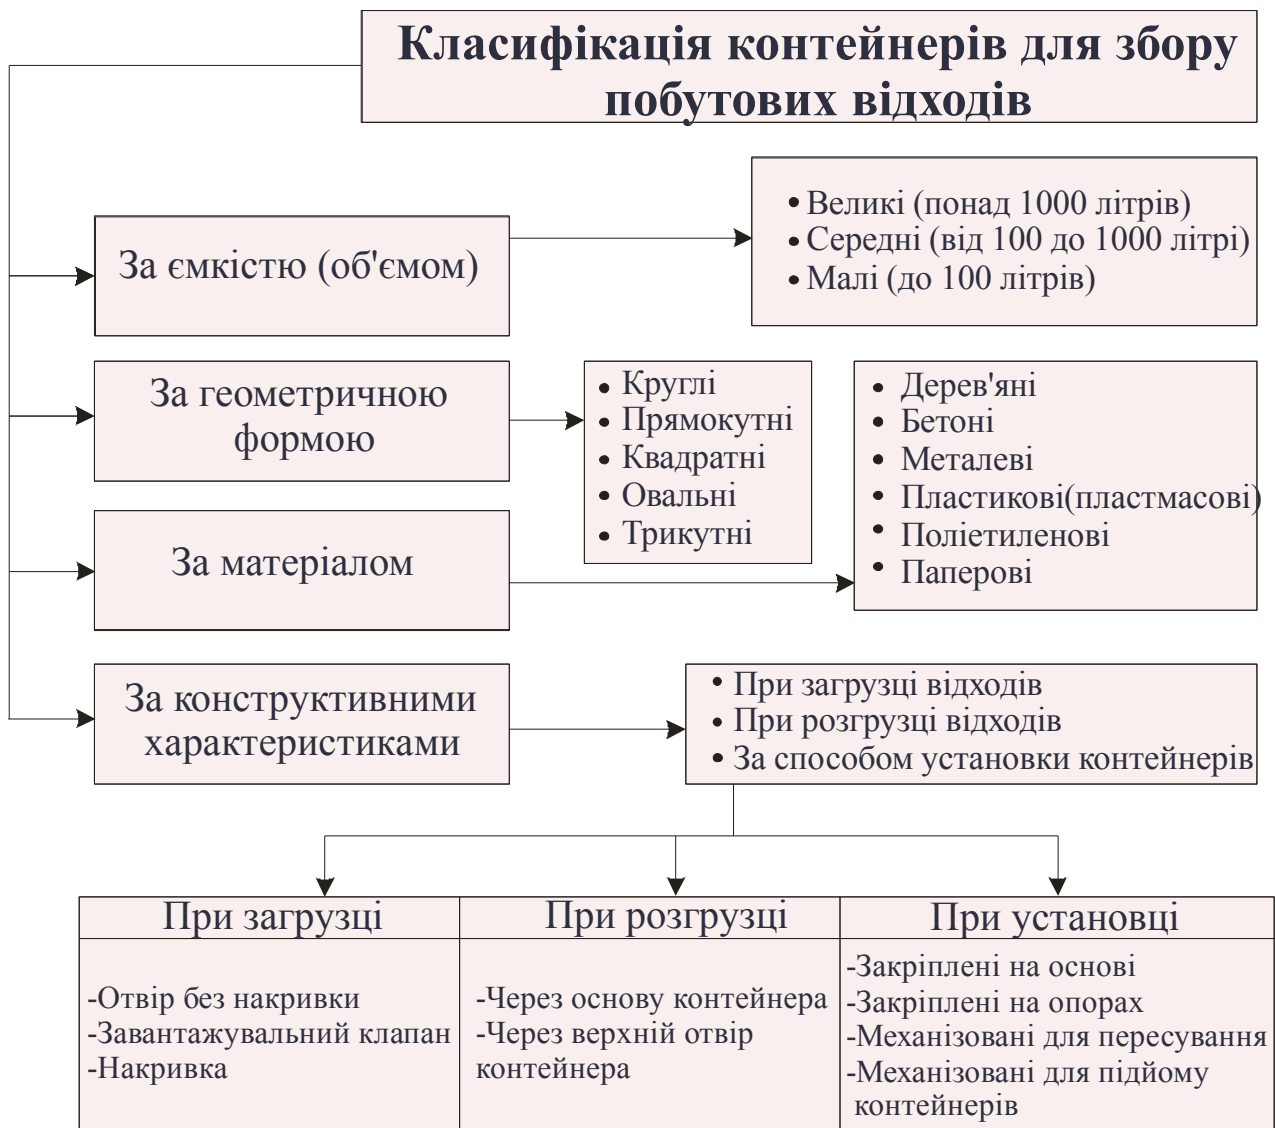 Класифікація контейнерів для збору
побутових відходів
За ємкістю (об'ємом)
• Великі (понад 1000 літрів)
• Середні (від 100 до 1000 літрі)
• Малі (до 100 літрів)
За геометричною
формою
• Круглі
• Прямокутні
• Квадратні
• Овальні
• Трикутні
За матеріалом
• Дерев'яні
• Бетоні
• Металеві
• Пластикові(пластмасові)
• Поліетиленові
• Паперові
За конструктивними
характеристиками
• При загрузці відходів
• При розгрузці відходів
• За способом установки контейнерів
При загрузці
-Отвір без накривки
-Завантажувальний клапан
-Накривка
При розгрузці
-Через основу контейнера
-Через верхній отвір
контейнера
При установці
-Закріплені на основі
-Закріплені на опорах
-Механізовані для пересування
-Механізовані для підйому
контейнерів